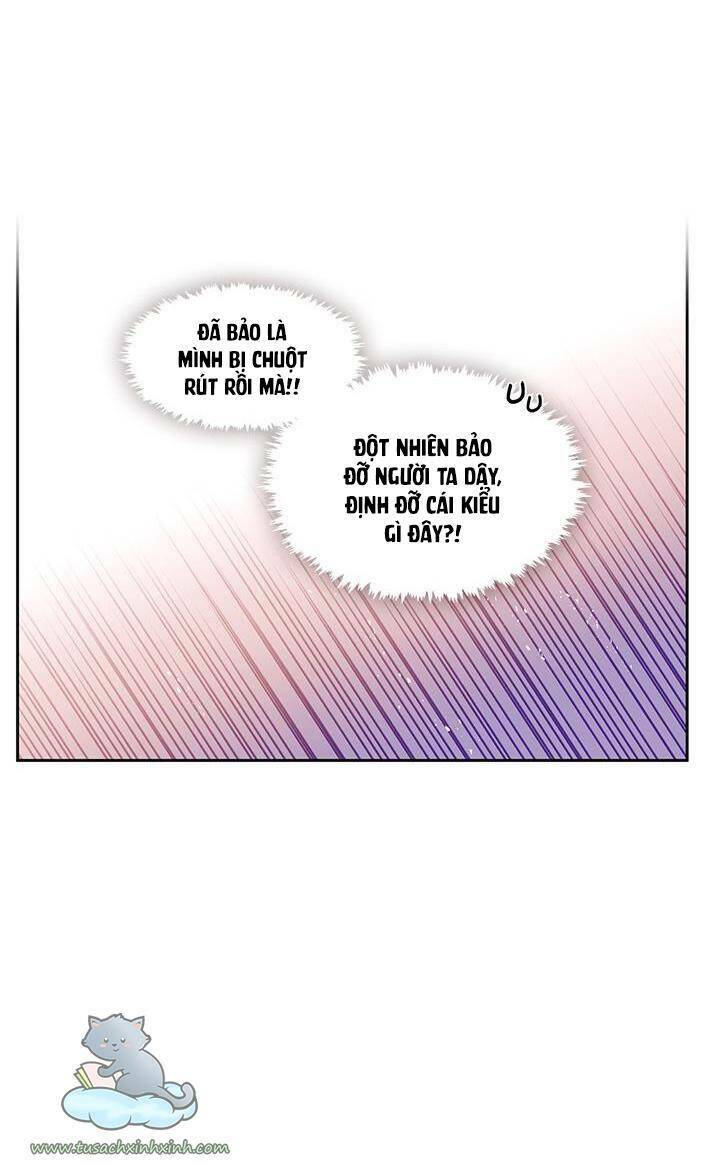 ĐÃ BẢO LÀ
MÌNH BỊ CHUỘT
RÚT RỒI MÀ!!
ĐỘT NHIÊN BẢO
ĐỠ NGƯỜI TA DẬY,
ĐỊNH ĐỠ CÁI KIỂU
GÌ ĐÂY?!
www.tusachxinhxinh.com